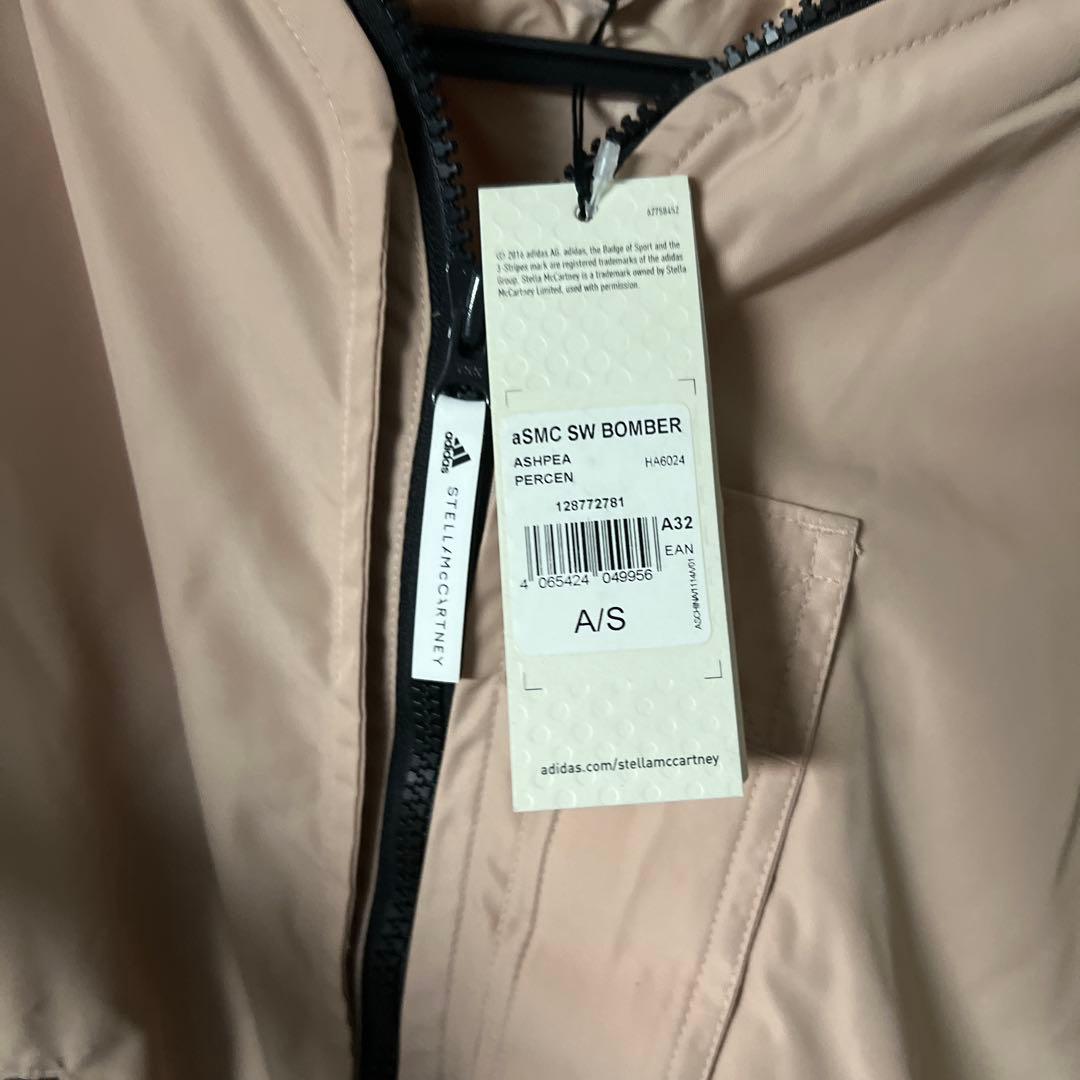 62758452
© 2016 adidas AG. adidas, the Badge of Sport and the
3-Stripes mark are registered trademarks of the adidas
Group. Stella McCartney is a trademark owned by Stella
McCartney Limited, used with permission.
aSMC SW BOMBER
ASHPEA HA6024
PERCEN
128772781
A32
EAN
4 065424 049956
A/S
adidas.com/stellamccartney
adidas
STELLA McCARTNEY